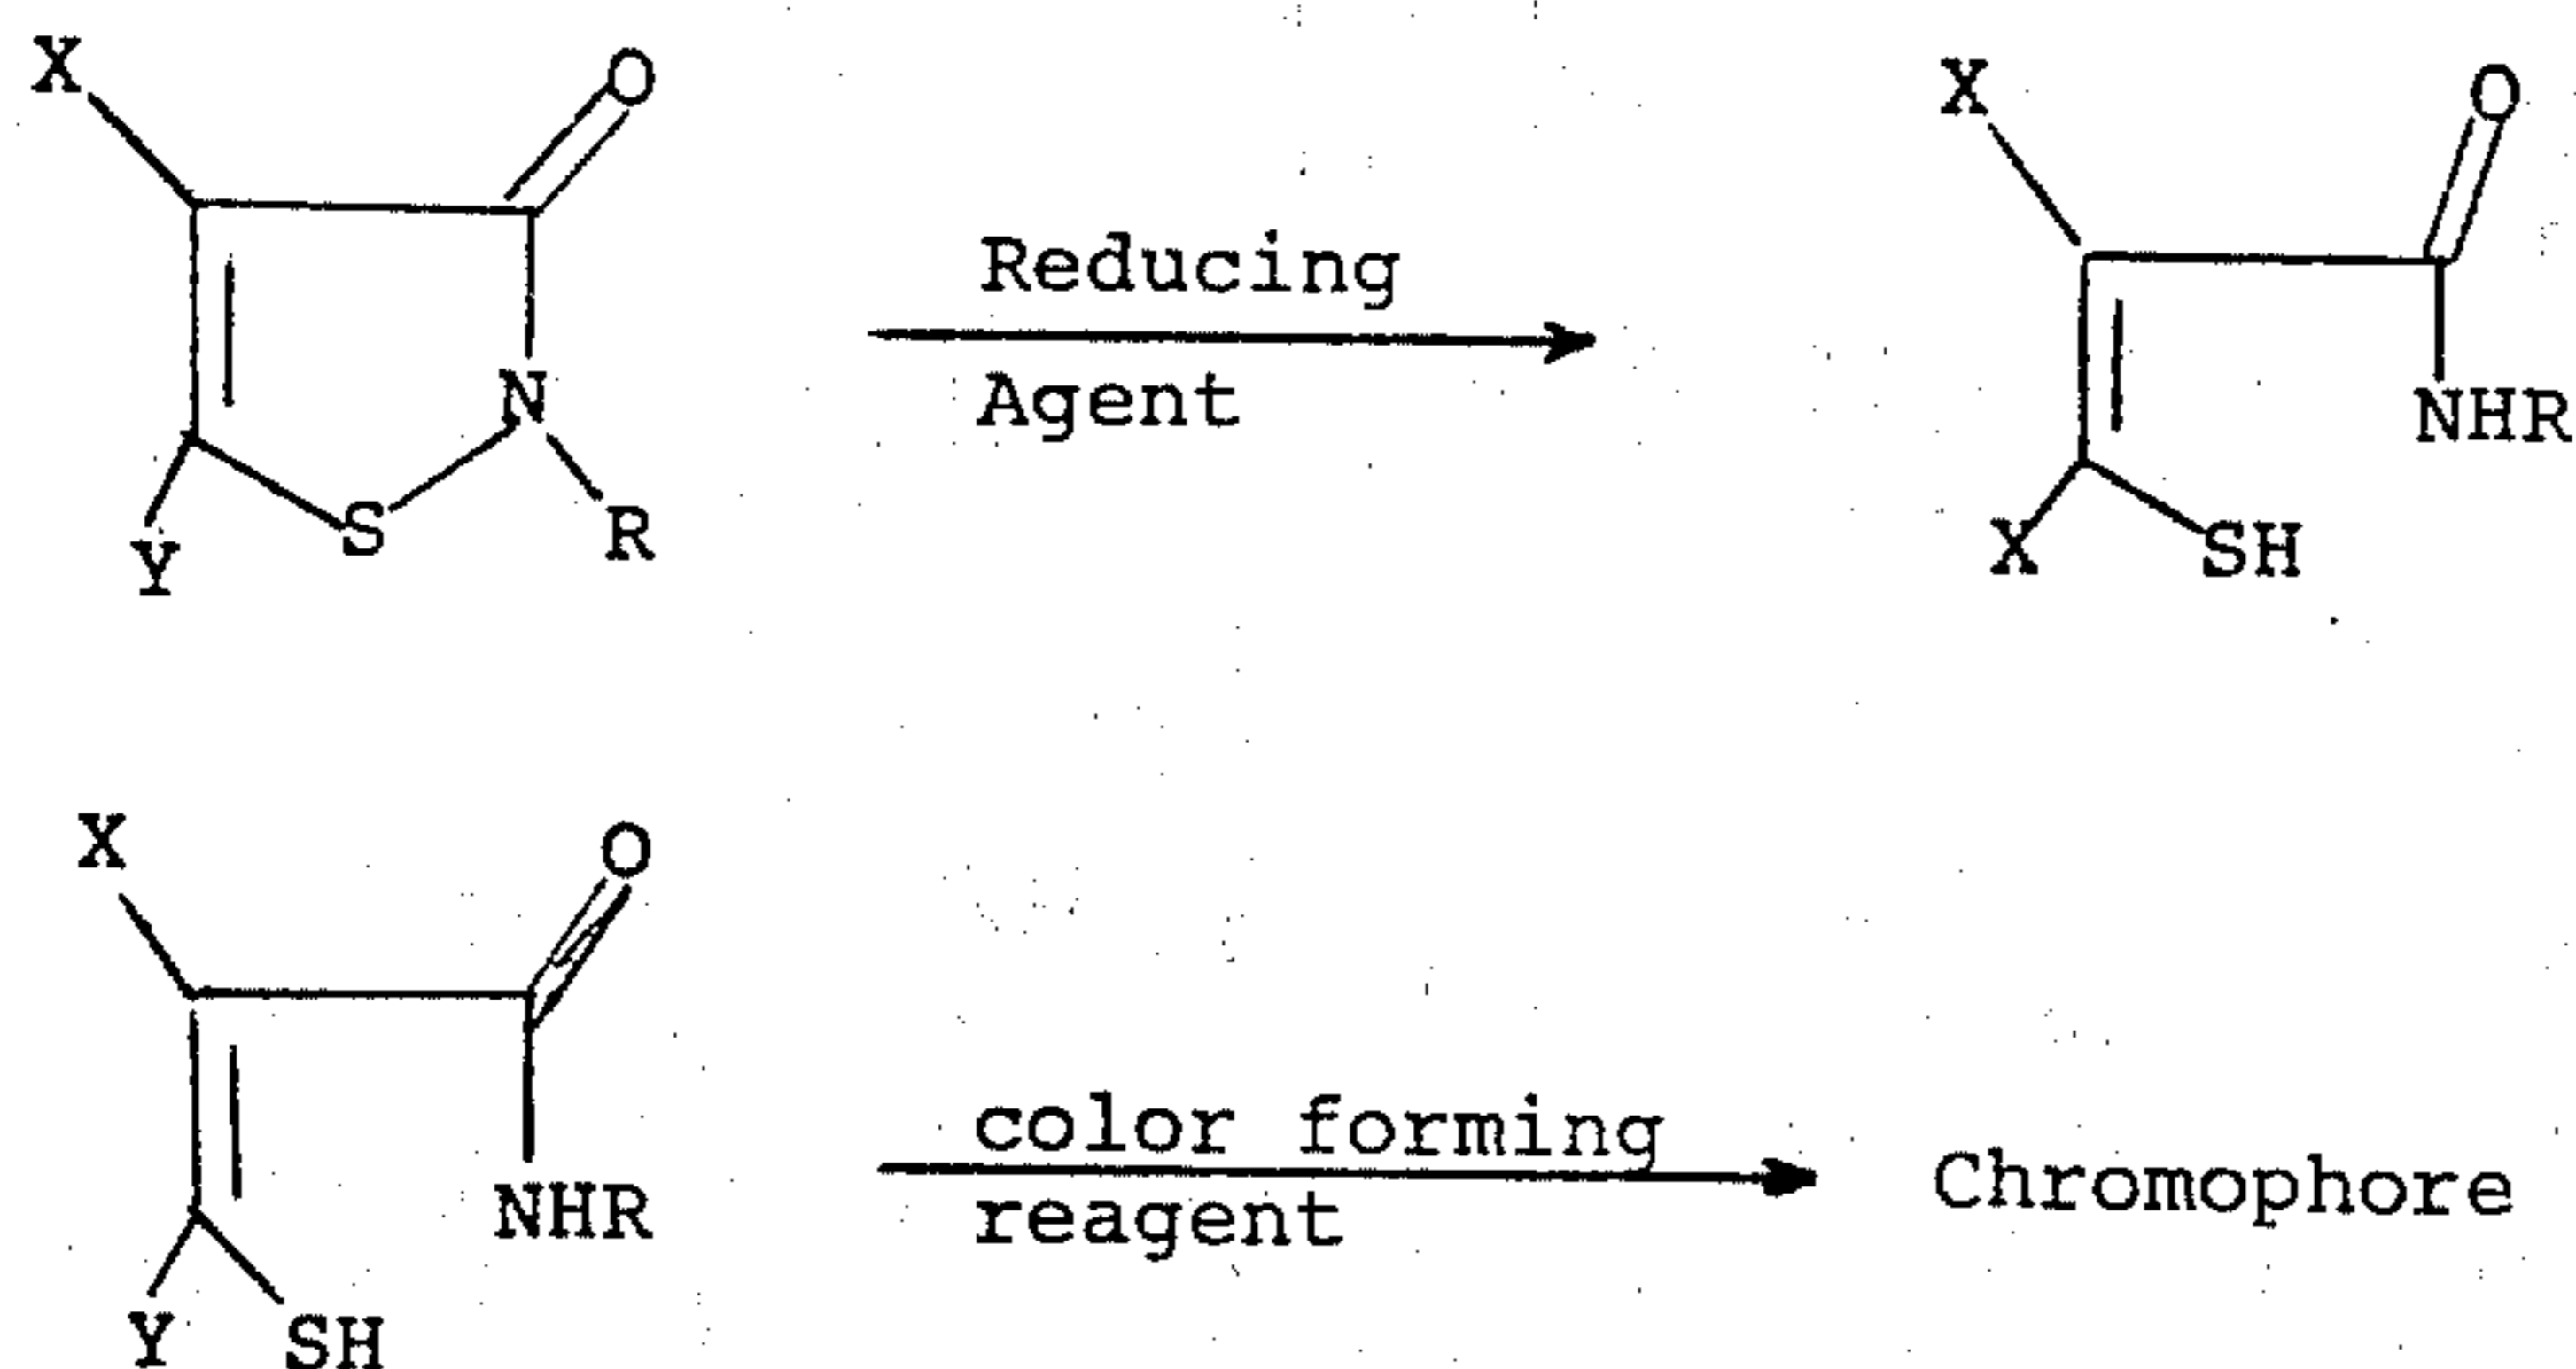 X
O
N
R
S
Y
Reducing
Agent
X
O
NHR
SH
X
X
O
NHR
SH
Y
color forming
reagent
Chromophore